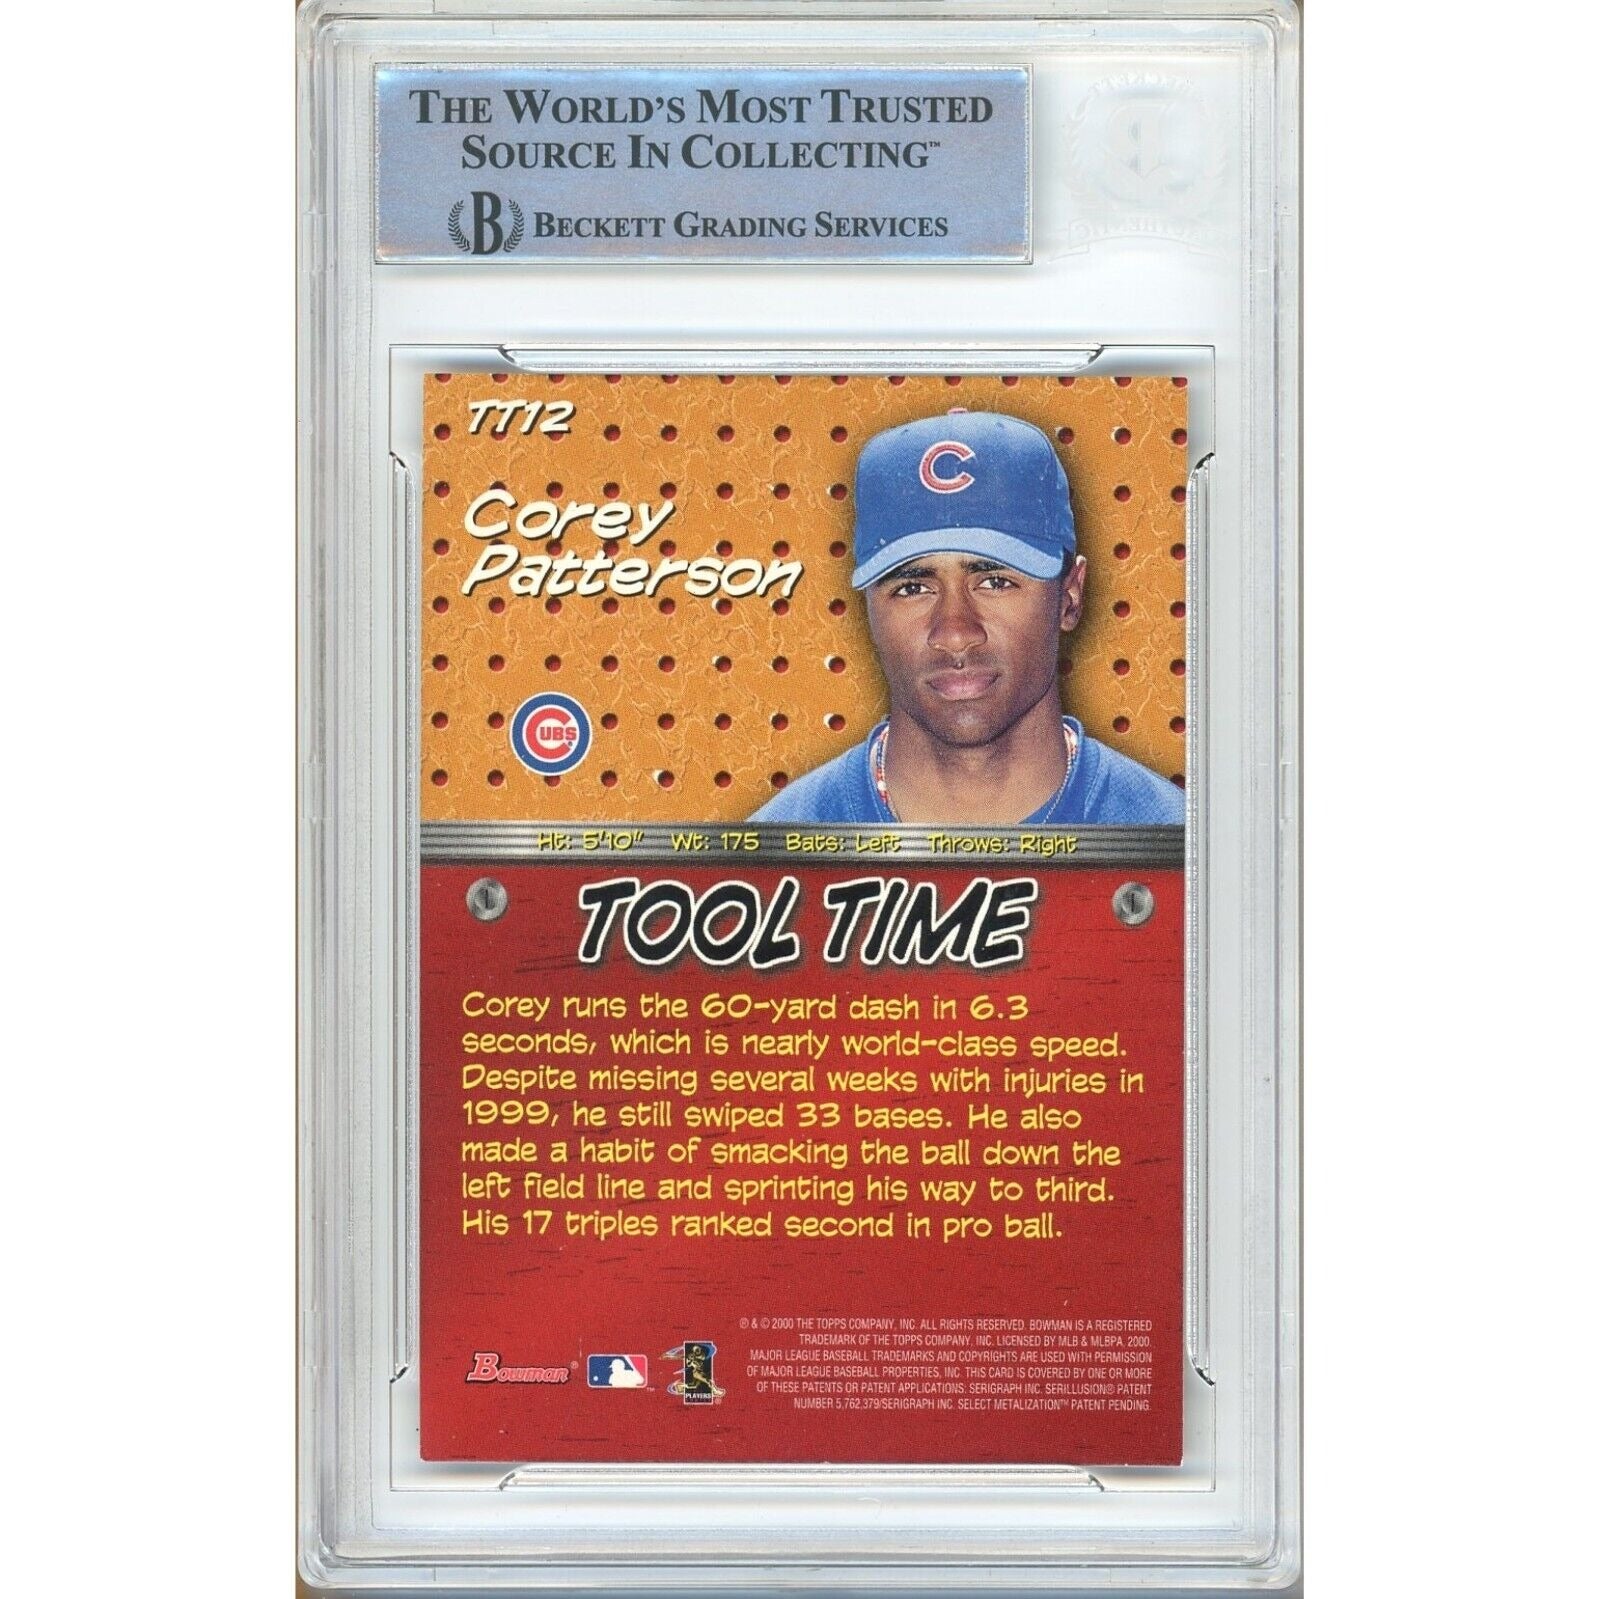 THE WORLD'S MOST TRUSTED
SOURCE IN COLLECTING™
B BECKETT GRADING SERVICES
TT12
C
Corey
Patterson
CUBS®
Ht: 5'10" Wt: 175 Bats: Left Throws: Right
TOOL TIME
Corey runs the 60-yard dash in 6.3
seconds, which is nearly world-class speed.
Despite missing several weeks with injuries in
1999, he still swiped 33 bases. He also
made a habit of smacking the ball down the
left field line and sprinting his way to third.
His 17 triples ranked second in pro ball.
® & © 2000 THE TOPPS COMPANY, INC. ALL RIGHTS RESERVED. BOWMAN IS A REGISTERED
TRADEMARK OF THE TOPPS COMPANY, INC. LICENSED BY MLB & MLBPA, 2000.
MAJOR LEAGUE BASEBALL TRADEMARKS AND COPYRIGHTS ARE USED WITH PERMISSION
OF MAJOR LEAGUE BASEBALL PROPERTIES, INC. THIS CARD IS COVERED BY ONE OR MORE
OF THESE PATENTS OR PATENT APPLICATIONS. SERIGRAPH INC. SERILLUSION® PATENT
NUMBER 5,762,379/SERIGRAPH INC. SELECT METALIZATION™ PATENT PENDING.
Bowman®
™
PLAYERS
®